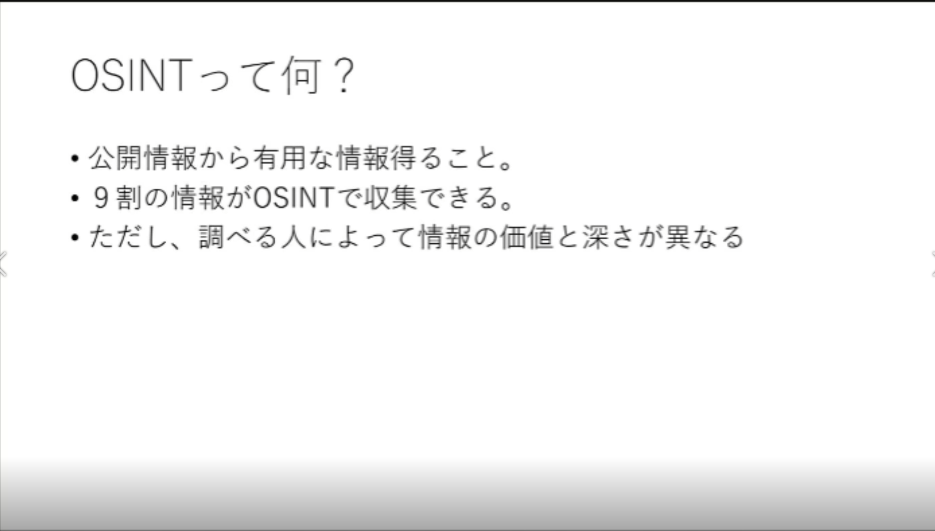 OSINTって何？
• 公開情報から有用な情報得ること。
• ９割の情報がOSINTで収集できる。
• ただし、調べる人によって情報の価値と深さが異なる